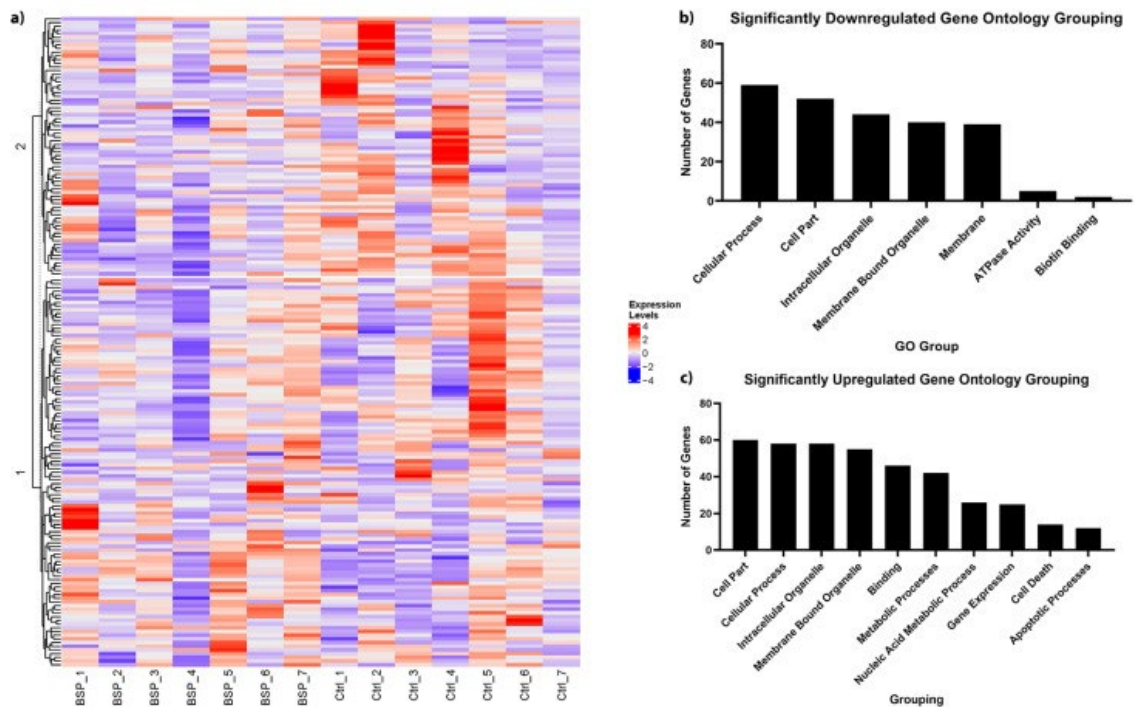 a)
2
1
BSP_1
BSP_2
BSP_3
BSP_4
BSP_5
BSP_6
BSP_7
Ctrl_1
Ctrl_2
Ctrl_3
Ctrl_4
Ctrl_5
Ctrl_6
Ctrl_7
Expression
Levels
4
2
0
−2
−4
b)
Significantly Downregulated Gene Ontology Grouping
Number of Genes
80
60
40
20
0
Cellular Process
Cell Part
Intracellular Organelle
Membrane Bound Organelle
Membrane
ATPase Activity
Biotin Binding
GO Group
c)
Significantly Upregulated Gene Ontology Grouping
Number of Genes
80
60
40
20
0
Cell Part
Cellular Process
Intracellular Organelle
Membrane Bound Organelle
Binding
Metabolic Processes
Nucleic Acid Metabolic Process
Gene Expression
Cell Death
Apoptotic Processes
Grouping